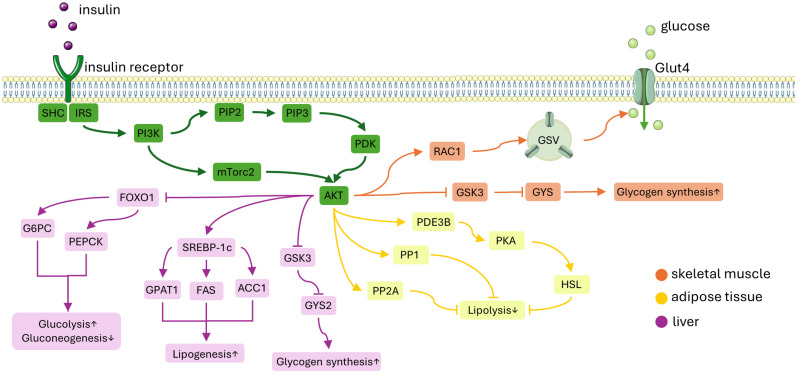 insulin
glucose
insulin receptor
Glut4
SHC
IRS
PIP2
PIP3
PI3K
PDK
GSV
RAC1
mTorc2
AKT
FOXO1
GSK3
GYS
Glycogen synthesis↑
G6PC
PEPCK
SREBP-1c
GSK3
PDE3B
PKA
PP1
GPAT1
FAS
ACC1
GYS2
PP2A
HSL
Lipolysis↓
Glucolysis↑
Gluconeogenesis↓
Lipogenesis↑
Glycogen synthesis↑
skeletal muscle
adipose tissue
liver